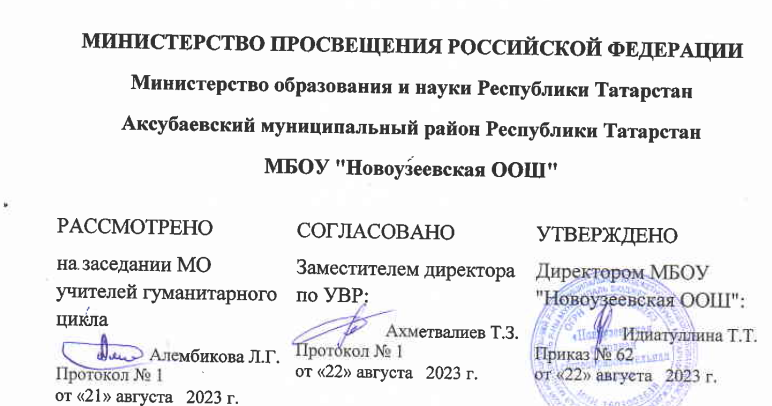 МИНИСТЕРСТВО ПРОСВЕЩЕНИЯ РОССИЙСКОЙ ФЕДЕРАЦИИ
Министерство образования и науки Республики Татарстан
Аксубаевский муниципальный район Республики Татарстан
МБОУ "Новоузеевская ООШ"
РАССМОТРЕНО
на заседании МО
учителей гуманитарного
цикла
Алембикова Л.Г.
Протокол № 1
от «21» августа 2023 г.
СОГЛАСОВАНО
Заместителем директора
по УВР:
Ахметвалиев Т.З.
Протокол № 1
от «22» августа 2023 г.
УТВЕРЖДЕНО
Директором МБОУ
"Новоузеевская ООШ":
Идиатуллина Т.Т.
Приказ № 62
от «22» августа 2023 г.